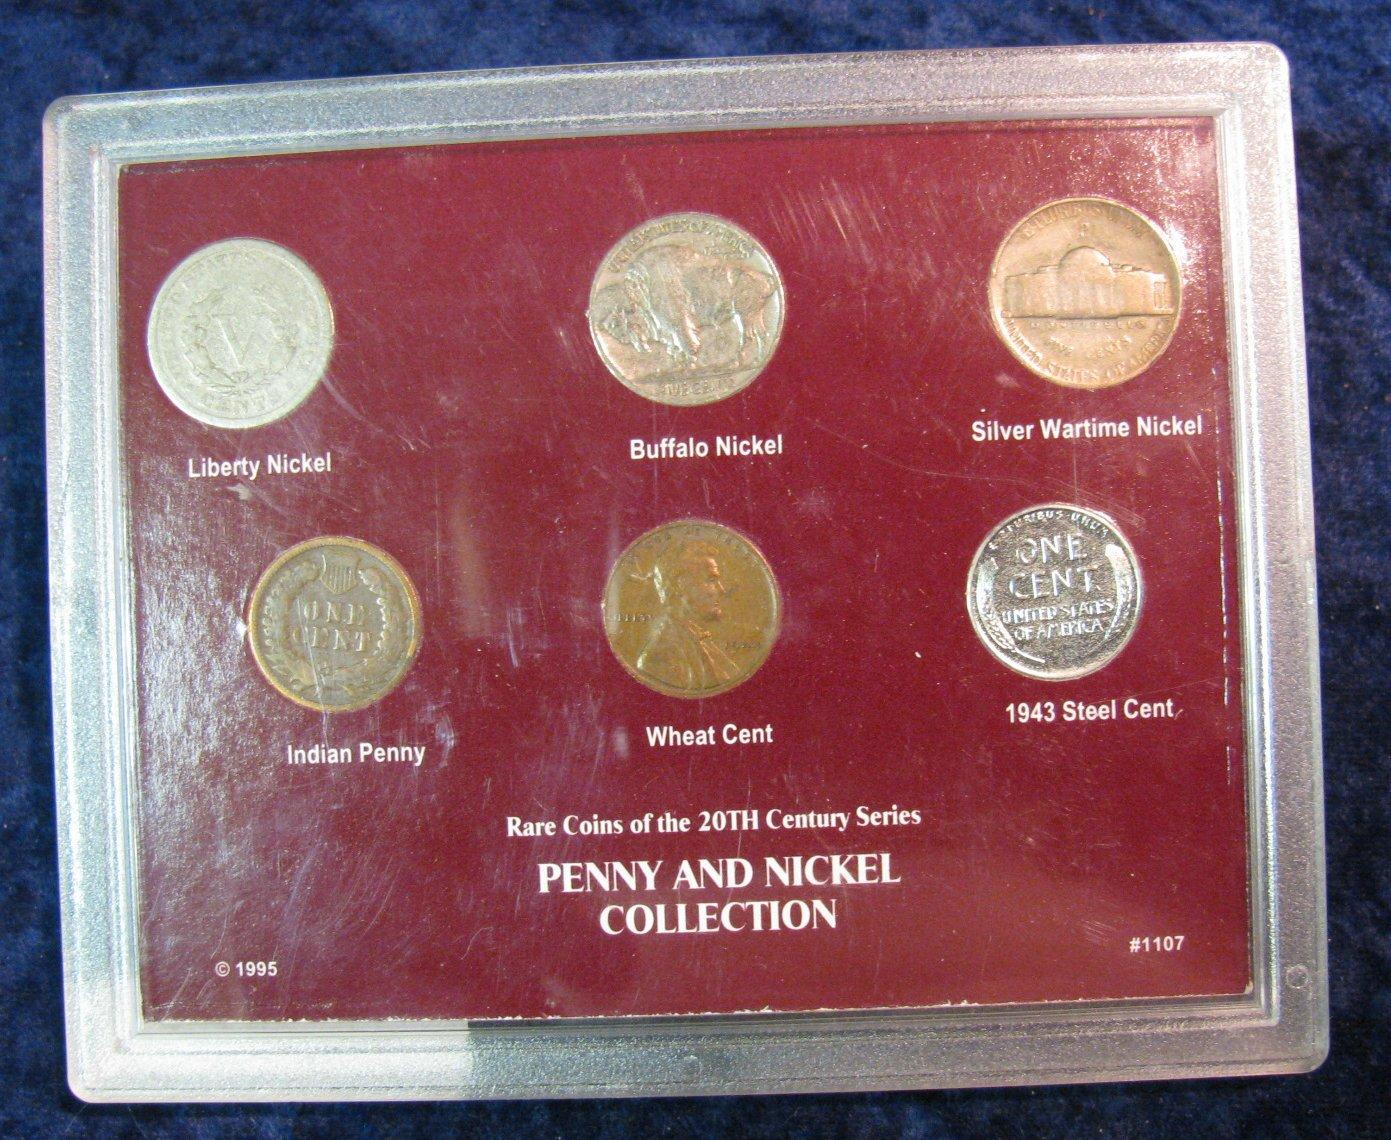 Liberty Nickel
Buffalo Nickel
Silver Wartime Nickel
ONE
CENT
ONE
CENT
UNITED STATES
OF AMERICA
Indian Penny
Wheat Cent
1943 Steel Cent
Rare Coins of the 20TH Century Series
PENNY AND NICKEL
COLLECTION
© 1995
#1107